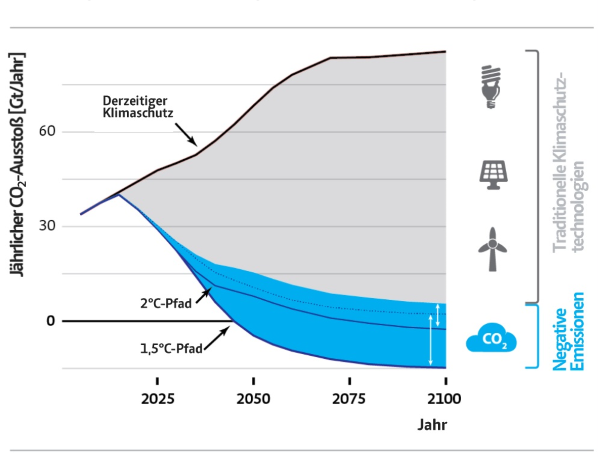 Jährlicher CO₂-Ausstoß [Gt/Jahr]
60
30
0
Derzeitiger
Klimaschutz
2°C-Pfad
1,5°C-Pfad
2025
2050
2075
2100
Jahr
Traditionelle Klimaschutz-
technologien
CO₂
Negative
Emissionen